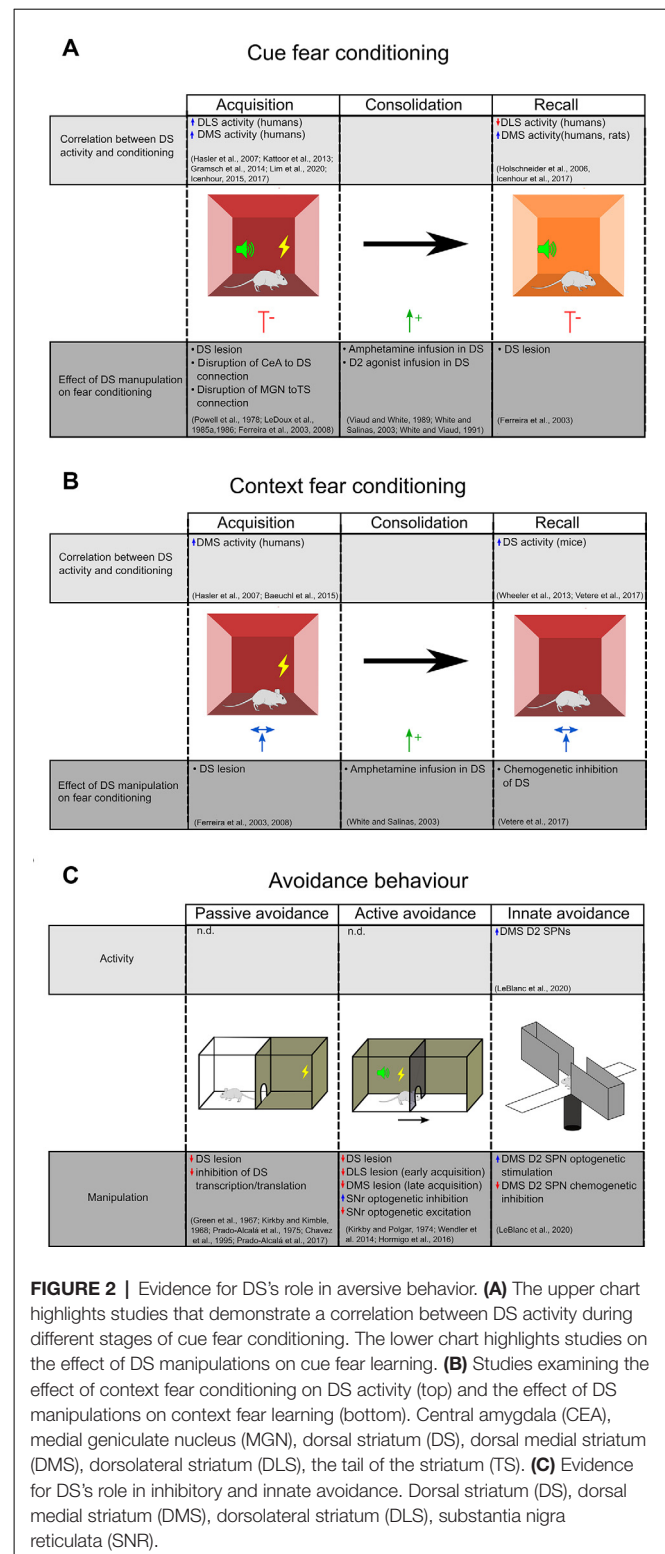 A
Cue fear conditioning
Acquisition
Consolidation
Recall
Correlation between DS
activity and conditioning
DLS activity (humans)
DMS activity (humans)
(Hasler et al., 2007; Kattoor et al., 2013;
Gramsch et al., 2014; Lim et al., 2020;
Icenhour, 2015, 2017)
DLS activity (humans)
DMS activity(humans, rats)
(Holschneider et al., 2006,
Icenhour et al., 2017)
T-
+
T-
Effect of DS manupulation
on fear conditioning
• DS lesion
• Disruption of CeA to DS
connection
• Disruption of MGN toTS
connection
(Powell et al., 1978; LeDoux et al.,
1985a,1986; Ferreira et al., 2003, 2008)
• Amphetamine infusion in DS
• D2 agonist infusion in DS
(Viaud and White, 1989; White and
Salinas, 2003; White and Viaud, 1991)
• DS lesion
(Ferreira et al., 2003)
B
Context fear conditioning
Acquisition
Consolidation
Recall
Correlation between DS
activity and conditioning
DMS activity (humans)
(Hasler et al., 2007; Baeuchl et al., 2015)
DS activity (mice)
(Wheeler et al., 2013; Vetere et al., 2017)
+
Effect of DS manipulation
on fear conditioning
• DS lesion
(Ferreira et al., 2003, 2008)
• Amphetamine infusion in DS
(White and Salinas, 2003)
• Chemogenetic inhibition
of DS
(Vetere et al., 2017)
C
Avoidance behaviour
Passive avoidance
Active avoidance
Innate avoidance
Activity
n.d.
n.d.
DMS D2 SPNs
(LeBlanc et al., 2020)
Manipulation
DS lesion
inhibition of DS
transcription/translation
(Green et al., 1967; Kirkby and Kimble,
1968; Prado-Alcalá et al., 1975; Chavez
et al., 1995; Prado-Alcalá et al., 2017)
DS lesion
DLS lesion (early acquisition)
DMS lesion (late acquisition)
SNr optogenetic inhibition
SNr optogenetic excitation
(Kirkby and Polgar, 1974; Wendler et
al. 2014; Hormigo et al., 2016)
DMS D2 SPN optogenetic
stimulation
DMS D2 SPN chemogenetic
inhibition
(LeBlanc et al., 2020)
FIGURE 2 | Evidence for DS's role in aversive behavior. (A) The upper chart
highlights studies that demonstrate a correlation between DS activity during
different stages of cue fear conditioning. The lower chart highlights studies on
the effect of DS manipulations on cue fear learning. (B) Studies examining the
effect of context fear conditioning on DS activity (top) and the effect of DS
manipulations on context fear learning (bottom). Central amygdala (CEA),
medial geniculate nucleus (MGN), dorsal striatum (DS), dorsal medial striatum
(DMS), dorsolateral striatum (DLS), the tail of the striatum (TS). (C) Evidence
for DS's role in inhibitory and innate avoidance. Dorsal striatum (DS), dorsal
medial striatum (DMS), dorsolateral striatum (DLS), substantia nigra
reticulata (SNR).